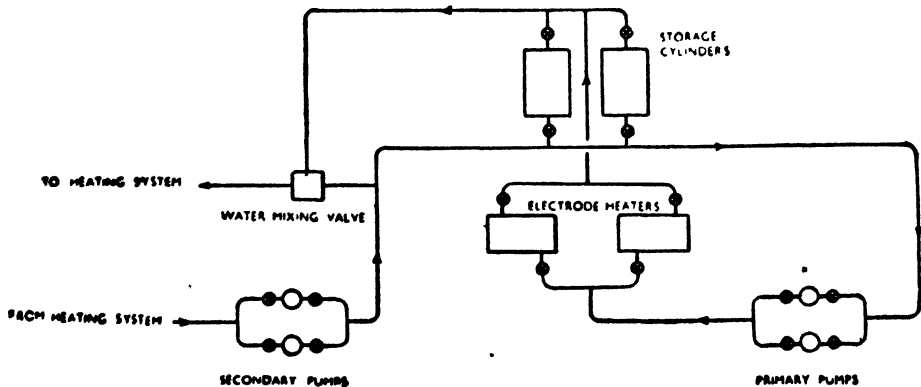 STORAGE
CYLINDERS
TO HEATING SYSTEM
WATER MIXING VALVE
ELECTRODE HEATERS
FROM HEATING SYSTEM
SECONDARY PUMPS
PRIMARY PUMPS